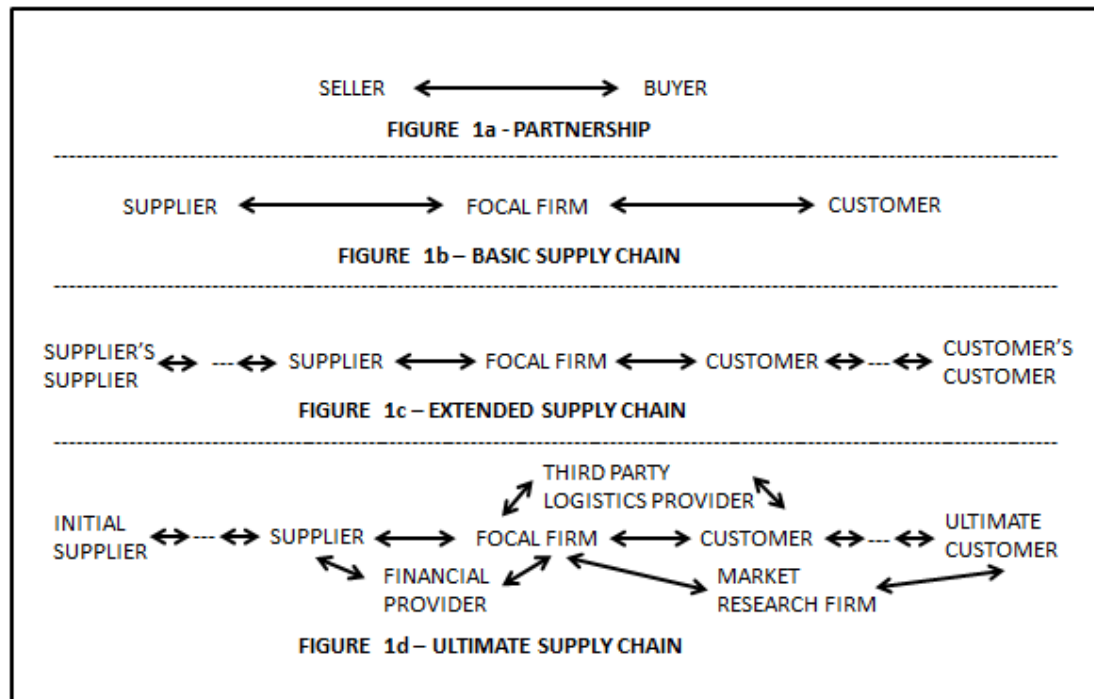 SELLER BUYER
FIGURE 1a - PARTNERSHIP
SUPPLIER FOCAL FIRM CUSTOMER
FIGURE 1b – BASIC SUPPLY CHAIN
SUPPLIER'S
SUPPLIER
--- SUPPLIER FOCAL FIRM CUSTOMER ---
CUSTOMER'S
CUSTOMER
FIGURE 1c – EXTENDED SUPPLY CHAIN
THIRD PARTY
LOGISTICS PROVIDER
INITIAL
SUPPLIER
--- SUPPLIER FOCAL FIRM CUSTOMER ---
ULTIMATE
CUSTOMER
FINANCIAL
PROVIDER
MARKET
RESEARCH FIRM
FIGURE 1d – ULTIMATE SUPPLY CHAIN